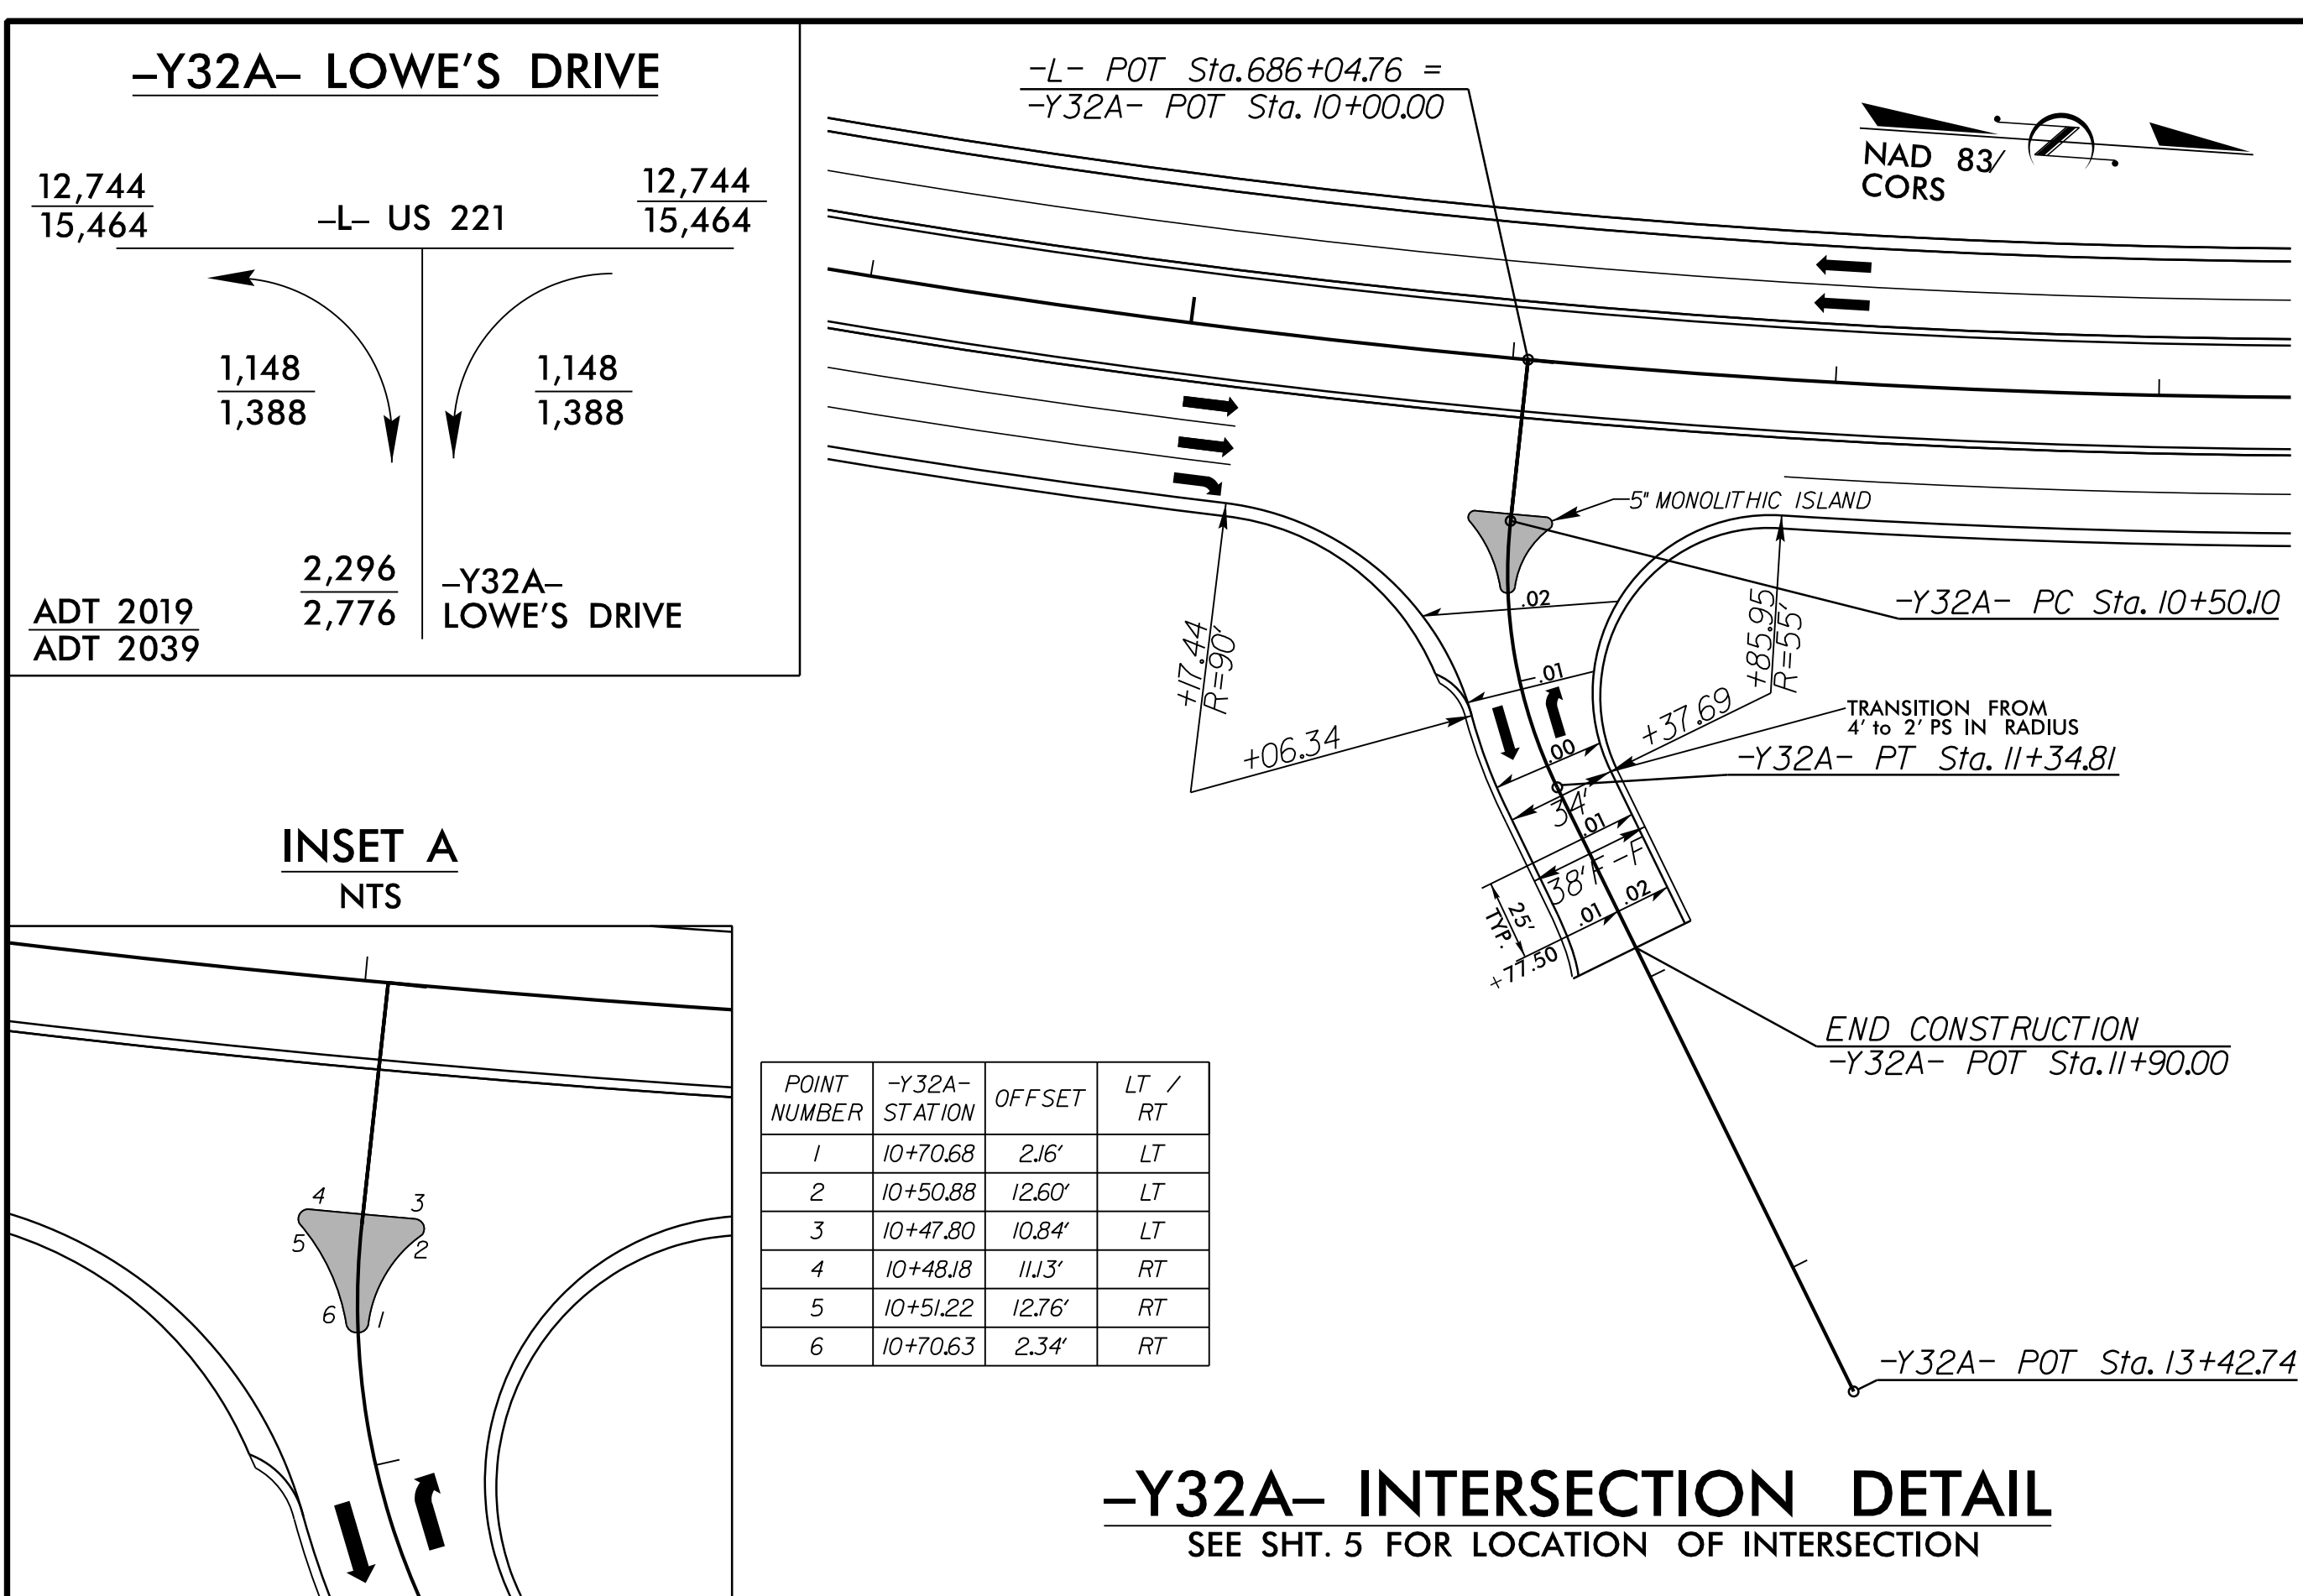 –Y32A– LOWE'S DRIVE
12,744
15,464
–L– US 221
12,744
15,464
1,148
1,388
1,148
1,388
2,296
2,776
–Y32A–
LOWE'S DRIVE
ADT 2019
ADT 2039
-L- POT Sta. 686+04.76 =
-Y32A- POT Sta. 10+00.00
NAD 83/
CORS
5" MONOLITHIC ISLAND
-Y32A- PC Sta. 10+50.10
.02
+17.44
R=90'
+85.95
R=55'
-.01
+06.34
+37.69
TRANSITION FROM
4' to 2' PS IN RADIUS
-Y32A- PT Sta. 11+34.81
.00
34'
.01
38' F-F
25'
TYP.
.01
.02
+77.50
END CONSTRUCTION
-Y32A- POT Sta. 11+90.00
-Y32A- POT Sta. 13+42.74
INSET A
NTS
4
3
5
2
6
1
POINT NUMBER -Y32A- STATION OFFSET LT / RT
1 10+70.68 2.16' LT
2 10+50.88 12.60' LT
3 10+47.80 10.84' LT
4 10+48.18 11.13' RT
5 10+51.22 12.76' RT
6 10+70.63 2.34' RT
–Y32A– INTERSECTION DETAIL
SEE SHT. 5 FOR LOCATION OF INTERSECTION